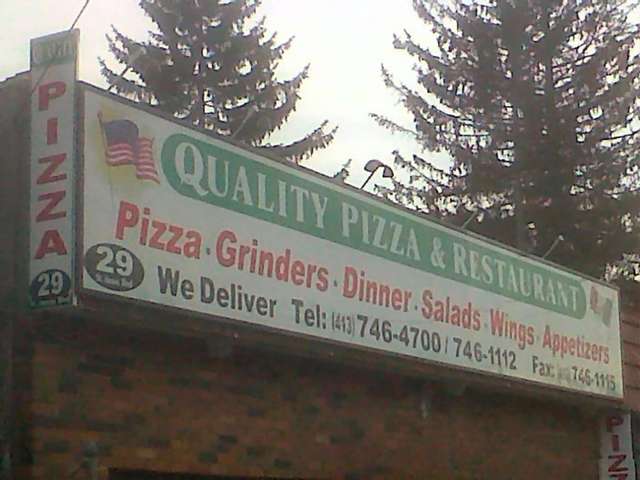 PIZZA
29
QUALITY PIZZA & RESTAURANT
Pizza · Grinders · Dinner · Salads · Wings · Appetizers
29
We Deliver Tel: (413) 746-4700 / 746-1112 Fax: 746-1115
PIZ